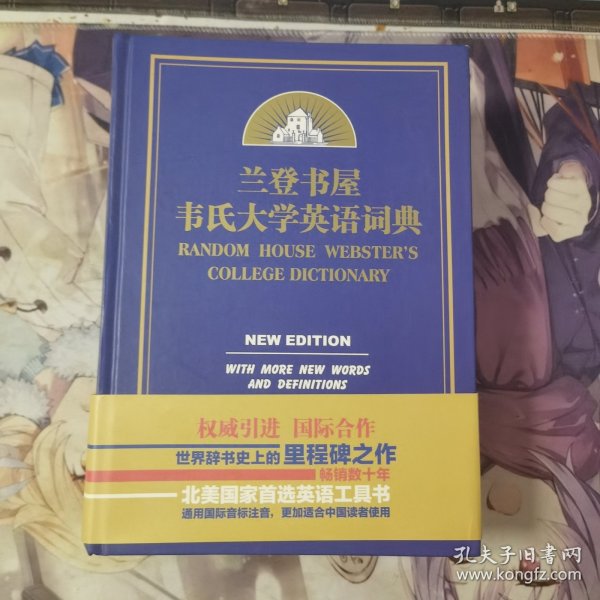 兰登书屋
韦氏大学英语词典
RANDOM HOUSE WEBSTER'S
COLLEGE DICTIONARY
NEW EDITION
WITH MORE NEW WORDS
AND DEFINITIONS
权威引进 国际合作
世界辞书史上的里程碑之作
畅销数十年
北美国家首选英语工具书
通用国际音标注音，更加适合中国读者使用
孔夫子旧书网
www.kongfz.com